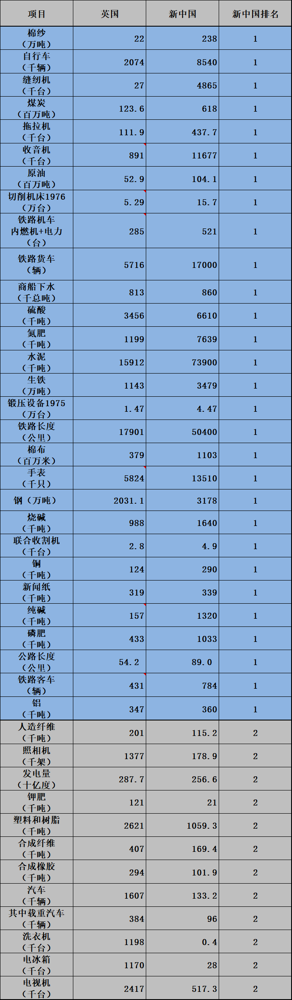 项目 英国 新中国 新中国排名
棉纱
（万吨） 22 238 1
自行车
（千辆） 2074 8540 1
缝纫机
（千台） 27 4865 1
煤炭
（百万吨） 123.6 618 1
拖拉机
（千台） 111.9 437.7 1
收音机
（千台） 891 11677 1
原油
（百万吨） 52.9 104.1 1
切削机床1976
（万台） 5.29 15.7 1
铁路机车
内燃机+电力 285 521 1
（台）
铁路货车
（辆） 5716 17000 1
商船下水
（千总吨） 813 860 1
硫酸
（千吨） 3456 6610 1
氮肥
（千吨） 1199 7639 1
水泥
（千吨） 15912 73900 1
生铁
（万吨） 1143 3479 1
锻压设备1975
（万台） 1.47 4.47 1
铁路长度
（公里） 17901 50400 1
棉布
（百万米） 379 1103 1
手表
（千只） 5824 13510 1
钢（万吨） 2031.1 3178 1
烧碱
（千吨） 988 1640 1
联合收割机
（千台） 2.8 4.9 1
铜
（千吨） 124 290 1
新闻纸
（千吨） 319 339 1
纯碱
（千吨） 157 1320 1
磷肥
（千吨） 433 1033 1
公路长度
（公里） 54.2 89.0 1
铁路客车
（辆） 431 784 1
铝
（千吨） 347 360 1
人造纤维
（千吨） 201 115.2 2
照相机
（千架） 1377 178.9 2
发电量
（十亿度） 287.7 256.6 2
钾肥
（千吨） 121 21 2
塑料和树脂
（千吨） 2621 1059.3 2
合成纤维
（千吨） 407 169.4 2
合成橡胶
（千吨） 294 101.9 2
汽车
（千辆） 1607 133.2 2
其中载重汽车
（千辆） 384 96 2
洗衣机
（千台） 1198 0.4 2
电冰箱
（千台） 1170 28 2
电视机
（千台） 2417 517.3 2